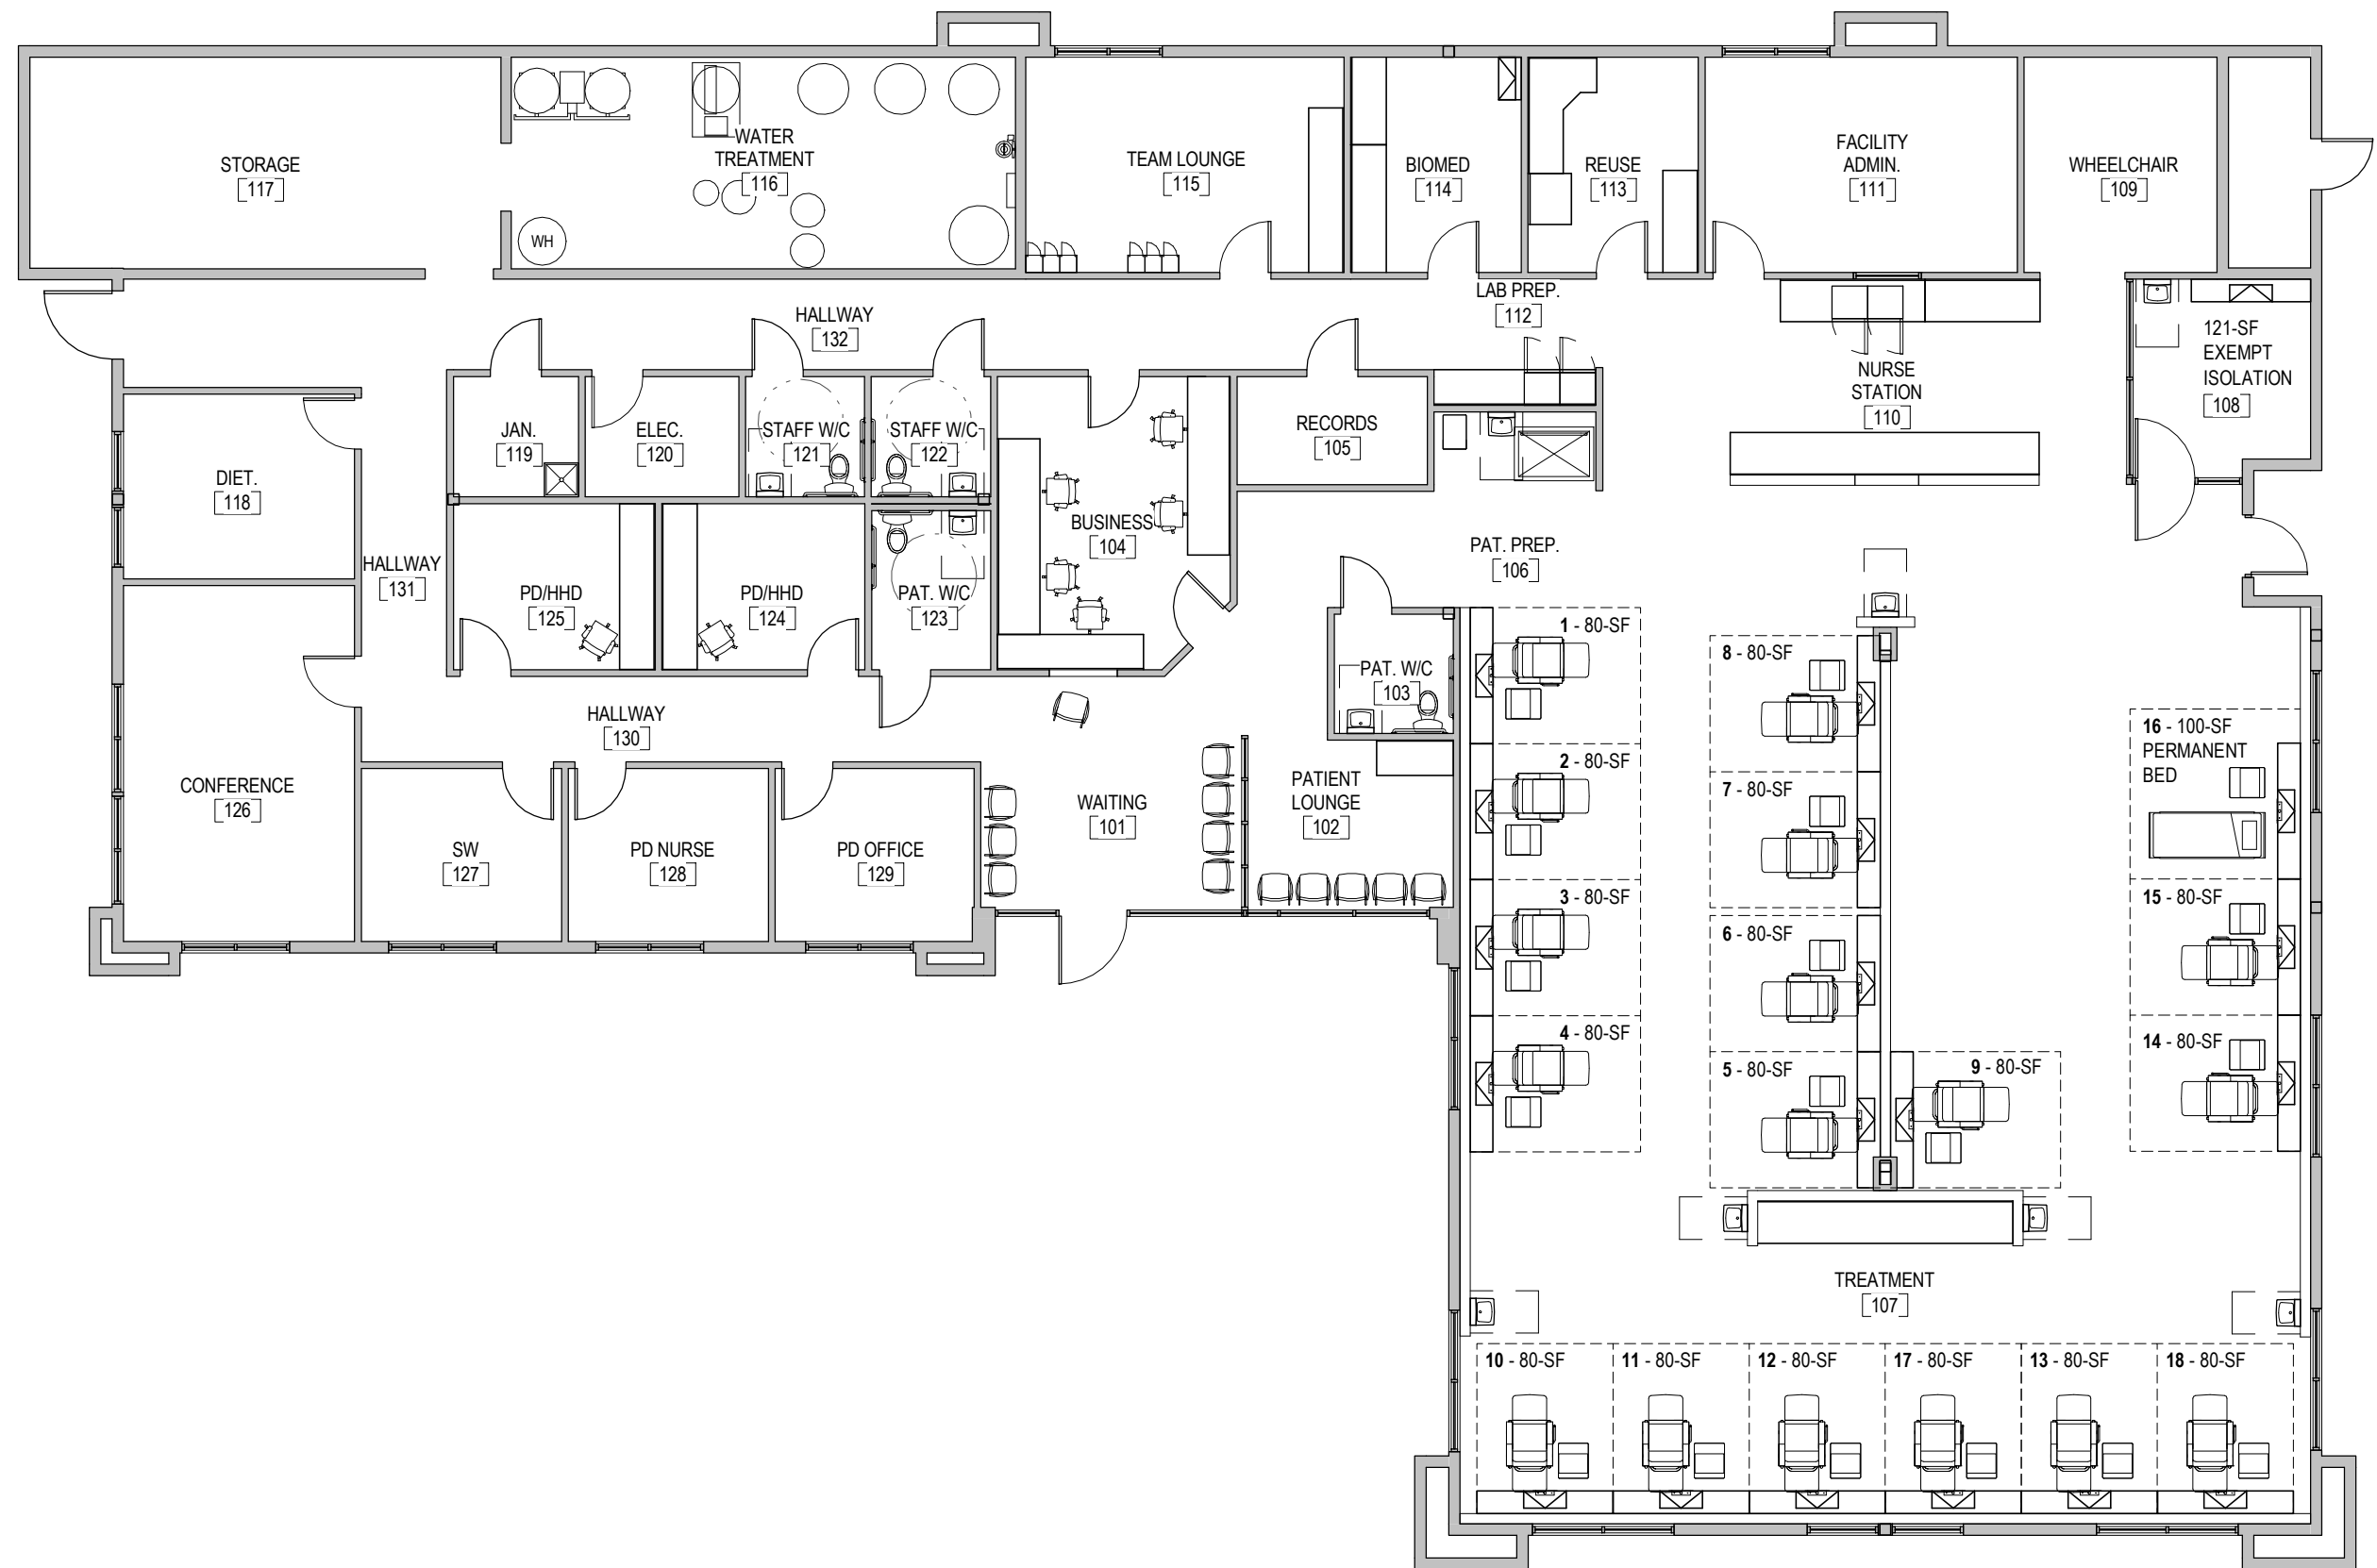 STORAGE
117
WATER
TREATMENT
116
WH
TEAM LOUNGE
115
BIOMED
114
REUSE
113
FACILITY
ADMIN.
111
WHEELCHAIR
109
HALLWAY
132
LAB PREP.
112
NURSE
STATION
110
121-SF
EXEMPT
ISOLATION
108
DIET.
118
JAN.
119
ELEC.
120
STAFF W/C
121
STAFF W/C
122
RECORDS
105
BUSINESS
104
HALLWAY
131
PD/HHD
125
PD/HHD
124
PAT. W/C
123
PAT. PREP.
106
PAT. W/C
103
HALLWAY
130
CONFERENCE
126
SW
127
PD NURSE
128
PD OFFICE
129
WAITING
101
PATIENT
LOUNGE
102
1 - 80-SF
2 - 80-SF
3 - 80-SF
4 - 80-SF
8 - 80-SF
7 - 80-SF
6 - 80-SF
5 - 80-SF
9 - 80-SF
16 - 100-SF
PERMANENT
BED
15 - 80-SF
14 - 80-SF
TREATMENT
107
10 - 80-SF
11 - 80-SF
12 - 80-SF
17 - 80-SF
13 - 80-SF
18 - 80-SF